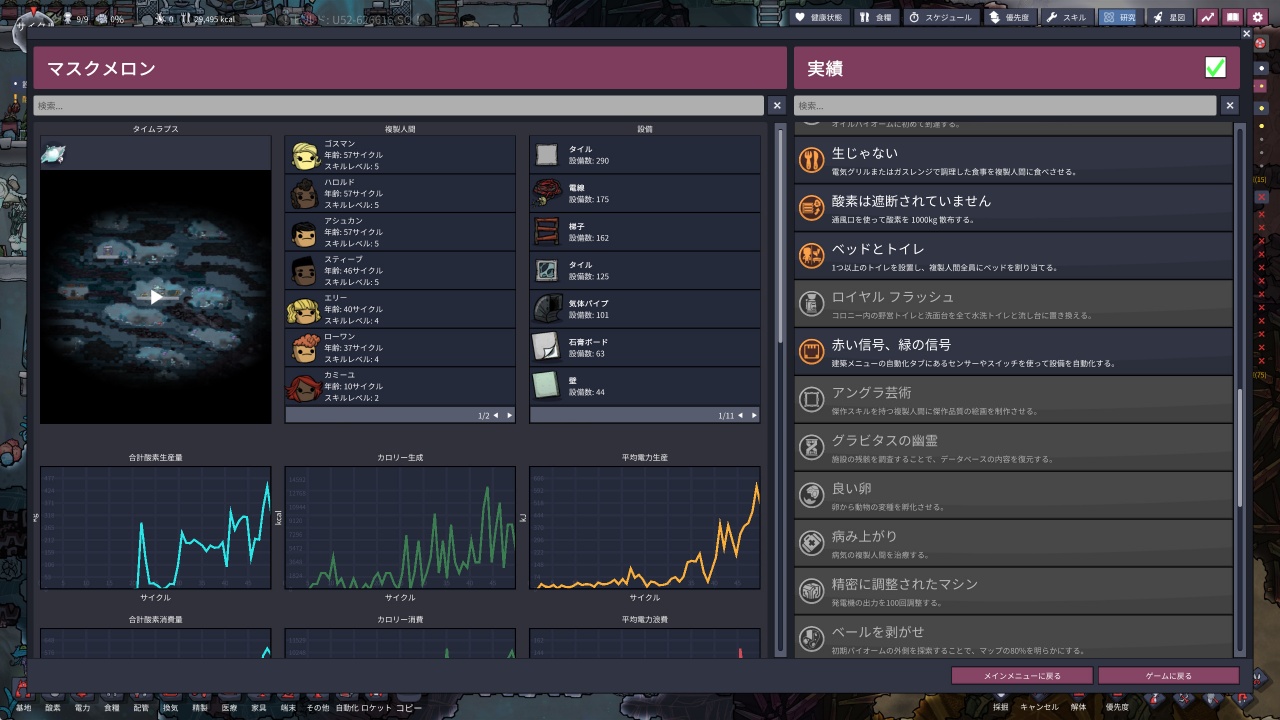 サイクル
9/9
0%
0
29,495 kcal
健康状態
食糧
スケジュール
優先度
スキル
研究
星図
マスクメロン
検索...
タイムラプス
複製人間
ゴスマン
年齢: 57サイクル
スキルレベル: 5
ハロルド
年齢: 57サイクル
スキルレベル: 5
アシュカン
年齢: 57サイクル
スキルレベル: 5
スティーブ
年齢: 46サイクル
スキルレベル: 5
エリー
年齢: 40サイクル
スキルレベル: 4
ローワン
年齢: 37サイクル
スキルレベル: 4
カミーユ
年齢: 10サイクル
スキルレベル: 2
1/2
設備
タイル
設備数: 290
電線
設備数: 175
梯子
設備数: 162
タイル
設備数: 125
気体パイプ
設備数: 101
石膏ボード
設備数: 63
壁
設備数: 44
1/11
合計酸素生産量
サイクル
カロリー生成
kcal
サイクル
平均電力生産
kJ
サイクル
合計酸素消費量
カロリー消費
平均電力浪費
実績
検索...
オイルバイオームに初めて到達する。
生じゃない
電気グリルまたはガスレンジで調理した食事を複製人間に食べさせる。
酸素は遮断されていません
通風口を使って酸素を 1000kg 散布する。
ベッドとトイレ
1つ以上のトイレを設置し、複製人間全員にベッドを割り当てる。
ロイヤル フラッシュ
コロニー内の野営トイレと洗面台を全て水洗トイレと流し台に置き換える。
赤い信号、緑の信号
建築メニューの自動化タブにあるセンサーやスイッチを使って設備を自動化する。
アングラ芸術
傑作スキルを持つ複製人間に傑作品質の絵画を制作させる。
グラビタスの幽霊
施設の残骸を調査することで、データベースの内容を復元する。
良い卵
卵から動物の変種を孵化させる。
病み上がり
病気の複製人間を治療する。
精密に調整されたマシン
発電機の出力を100回調整する。
ベールを剥がせ
初期バイオームの外側を探索することで、マップの80%を明らかにする。
メインメニューに戻る
ゲームに戻る
基地
酸素
電力
食糧
配管
換気
精製
医療
家具
端末
その他
自動化
ロケット
コピー
採掘
キャンセル
解体
優先度